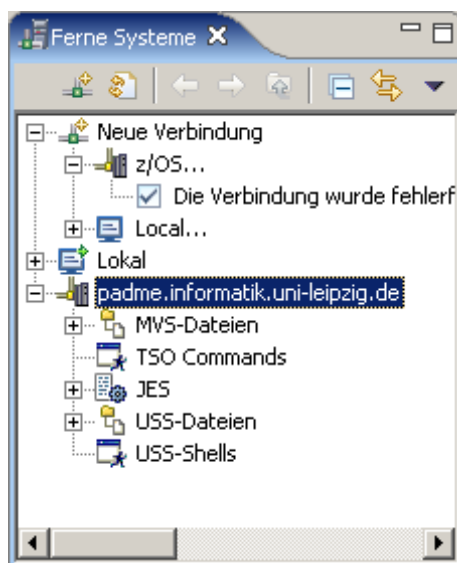 Ferne Systeme
Neue Verbindung
z/OS...
Die Verbindung wurde fehlerf
Local...
Lokal
padme.informatik.uni-leipzig.de
MVS-Dateien
TSO Commands
JES
USS-Dateien
USS-Shells